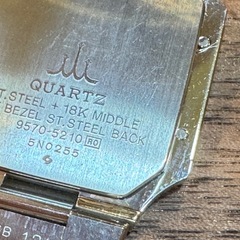 QUARTZ
ST.STEEL + 18K MIDDLE
BEZEL ST.STEEL BACK
9570-5210 RO
5N0255